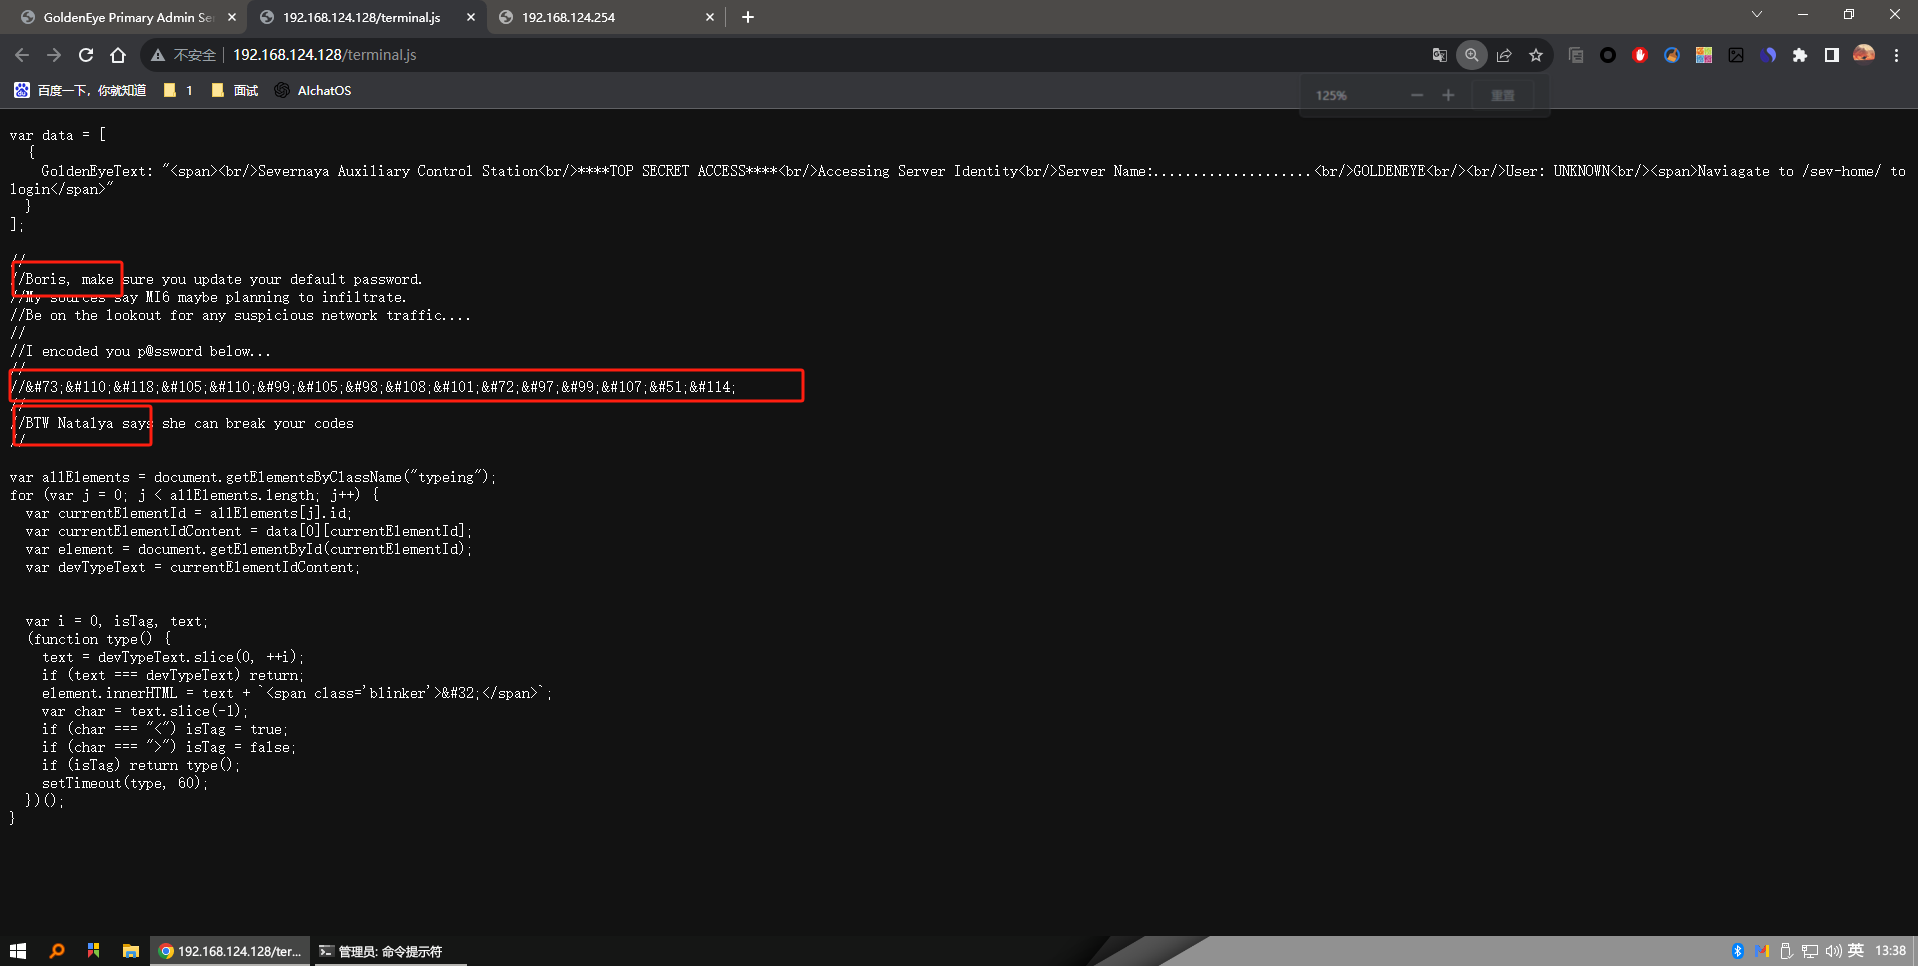 GoldenEye Primary Admin Se
192.168.124.128/terminal.js
192.168.124.254
不安全 192.168.124.128/terminal.js
百度一下，你就知道 1 面试 AIchatOS
125% 重置
var data = [
  {
    GoldenEyeText: "<span><br/>Severnaya Auxiliary Control Station<br/>****TOP SECRET ACCESS****<br/>Accessing Server Identity<br/>Server Name:....................<br/>GOLDENEYE<br/><br/>User: UNKNOWN<br/><span>Naviagate to /sev-home/ to
login</span>"
  }
];
//
//Boris, make sure you update your default password.
//My sources say MI6 maybe planning to infiltrate.
//Be on the lookout for any suspicious network traffic....
//
//I encoded you p@ssword below...
//
//&#73;&#110;&#118;&#105;&#110;&#99;&#105;&#98;&#108;&#101;&#72;&#97;&#99;&#107;&#51;&#114;
//
//BTW Natalya says she can break your codes
//
var allElements = document.getElementsByClassName("typeing");
for (var j = 0; j < allElements.length; j++) {
  var currentElementId = allElements[j].id;
  var currentElementIdContent = data[0][currentElementId];
  var element = document.getElementById(currentElementId);
  var devTypeText = currentElementIdContent;
  var i = 0, isTag, text;
  (function type() {
    text = devTypeText.slice(0, ++i);
    if (text === devTypeText) return;
    element.innerHTML = text + `<span class='blinker'>&#32;</span>`;
    var char = text.slice(-1);
    if (char === "<") isTag = true;
    if (char === ">") isTag = false;
    if (isTag) return type();
    setTimeout(type, 60);
  })();
}
192.168.124.128/ter... 管理员: 命令提示符 英 13:38